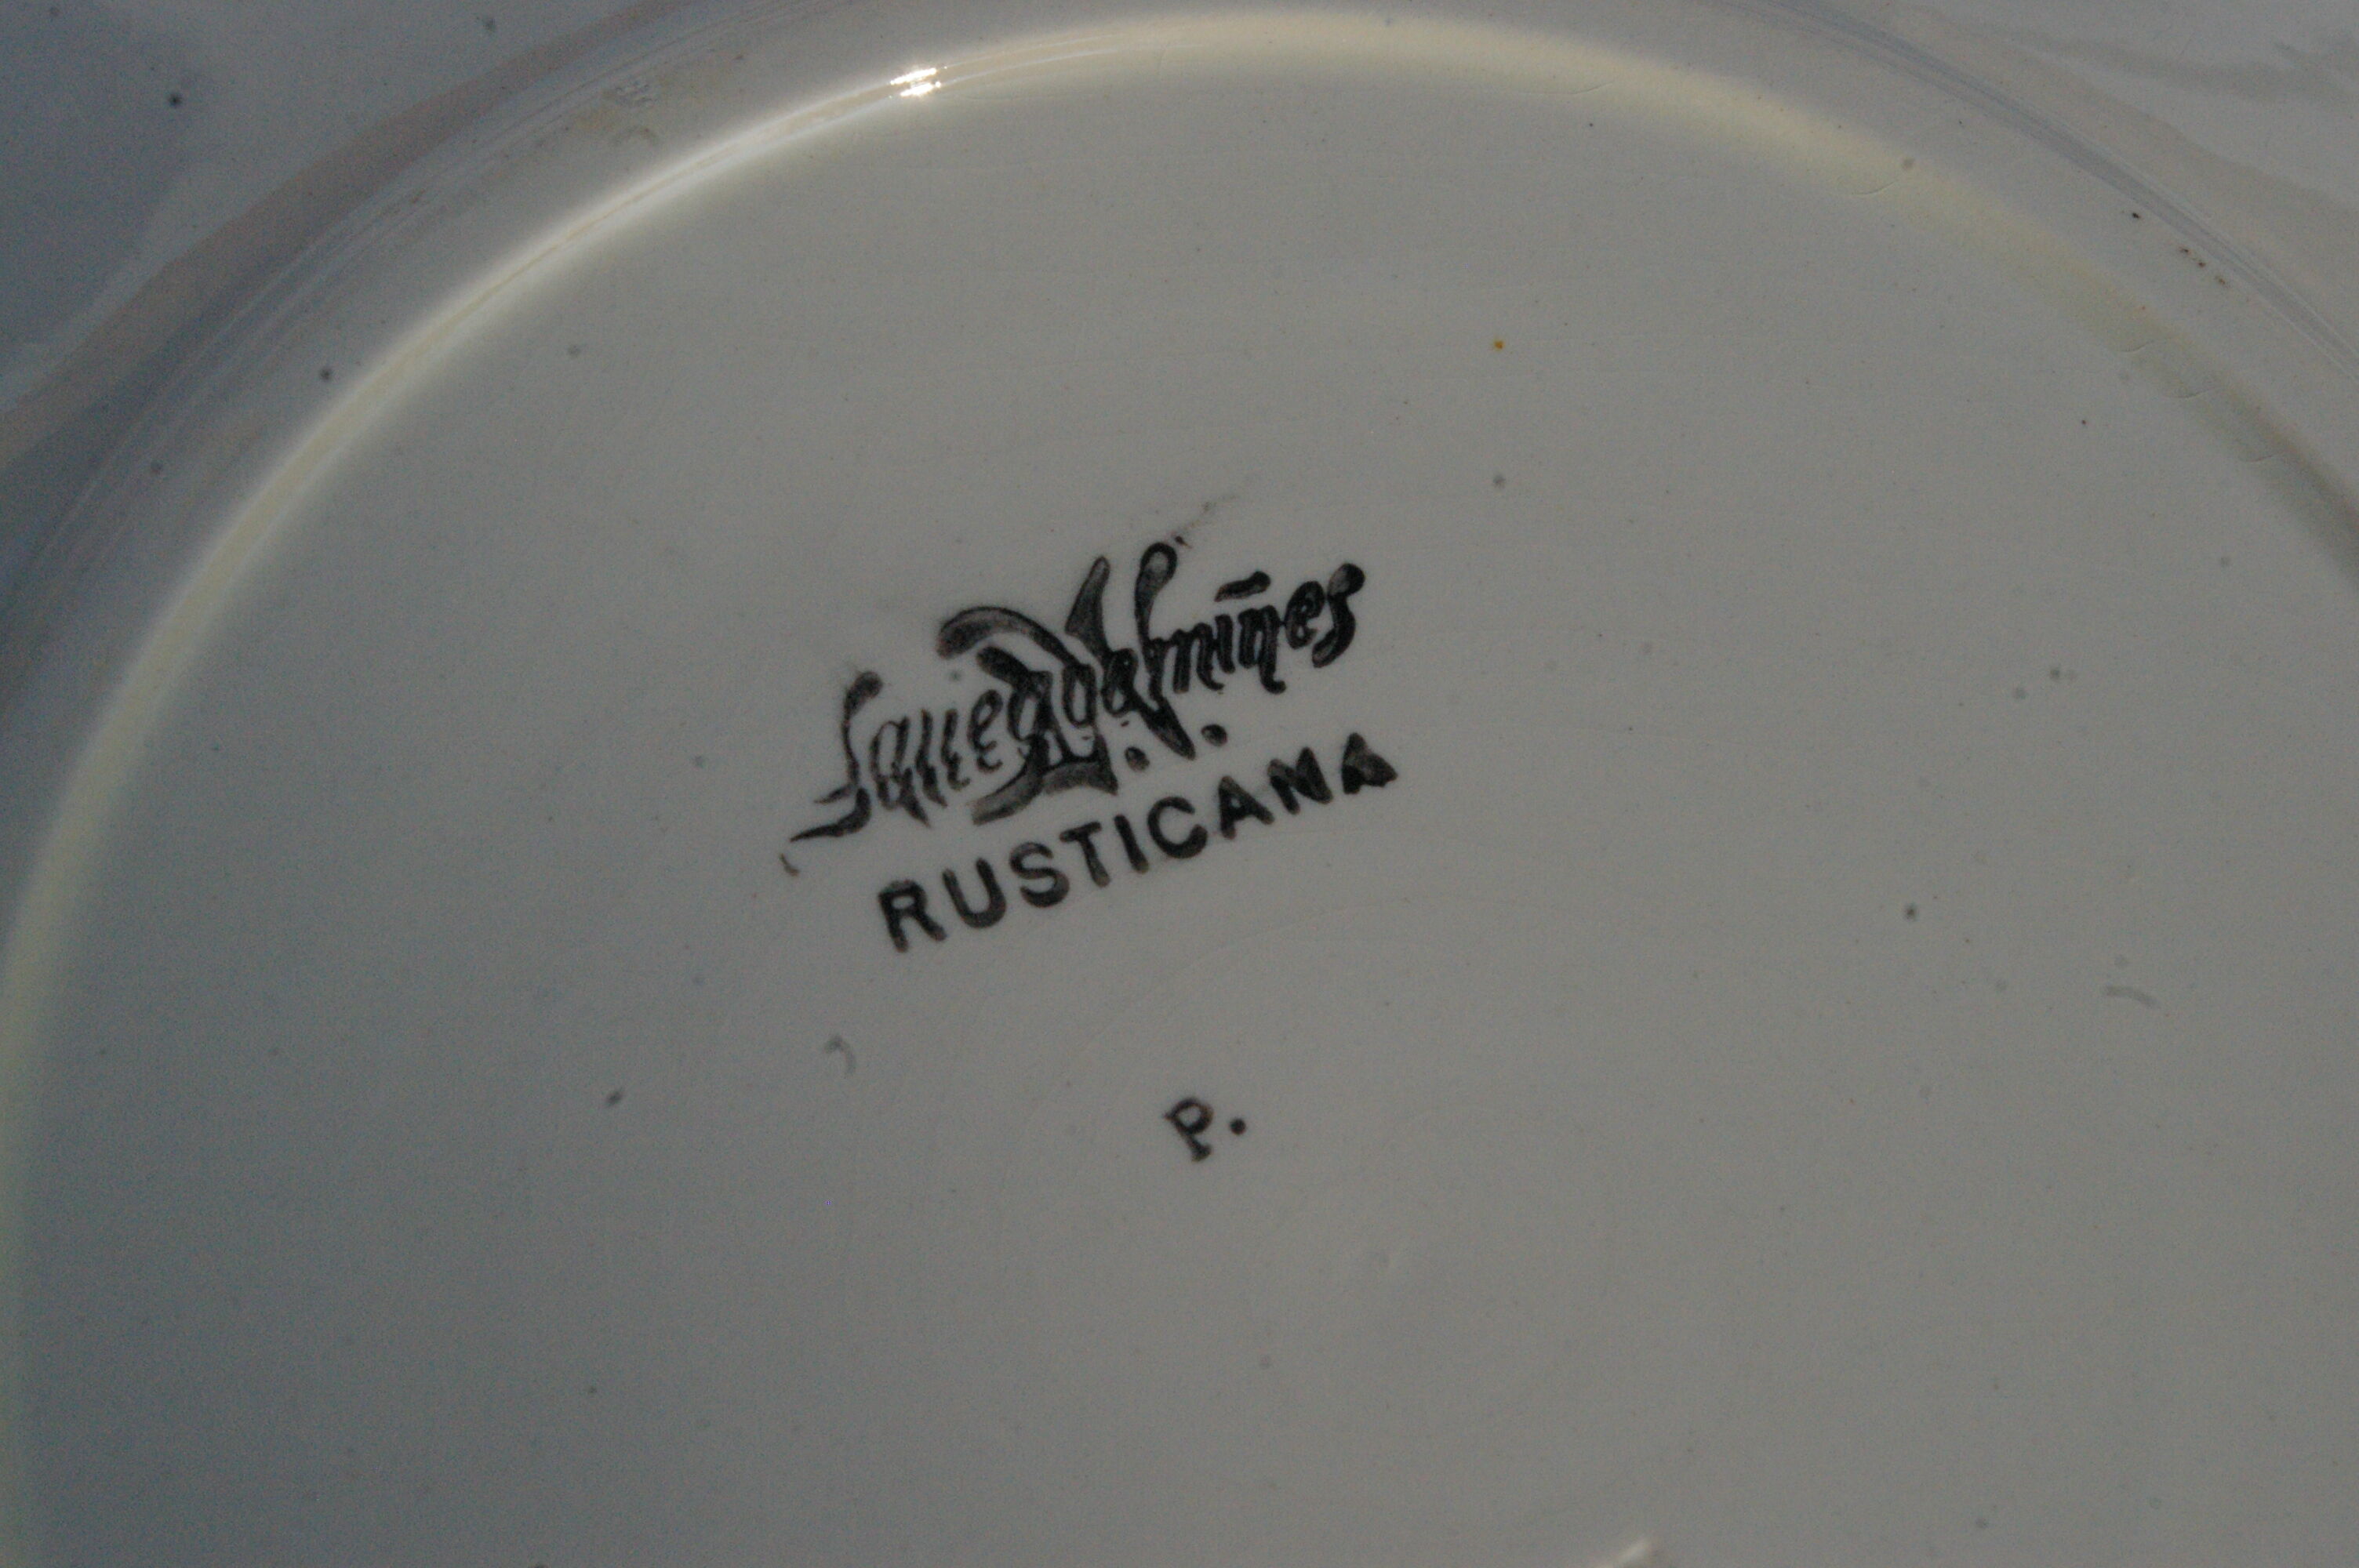 Sarreguemines
D.V.
RUSTICANA
P.